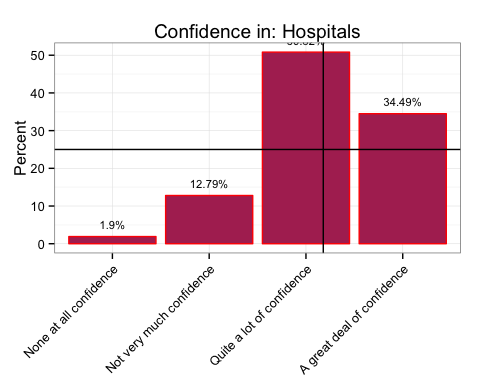 Confidence in: Hospitals
Percent
50
40
30
20
10
0
1.9%
12.79%
34.49%
None at all confidence
Not very much confidence
Quite a lot of confidence
A great deal of confidence